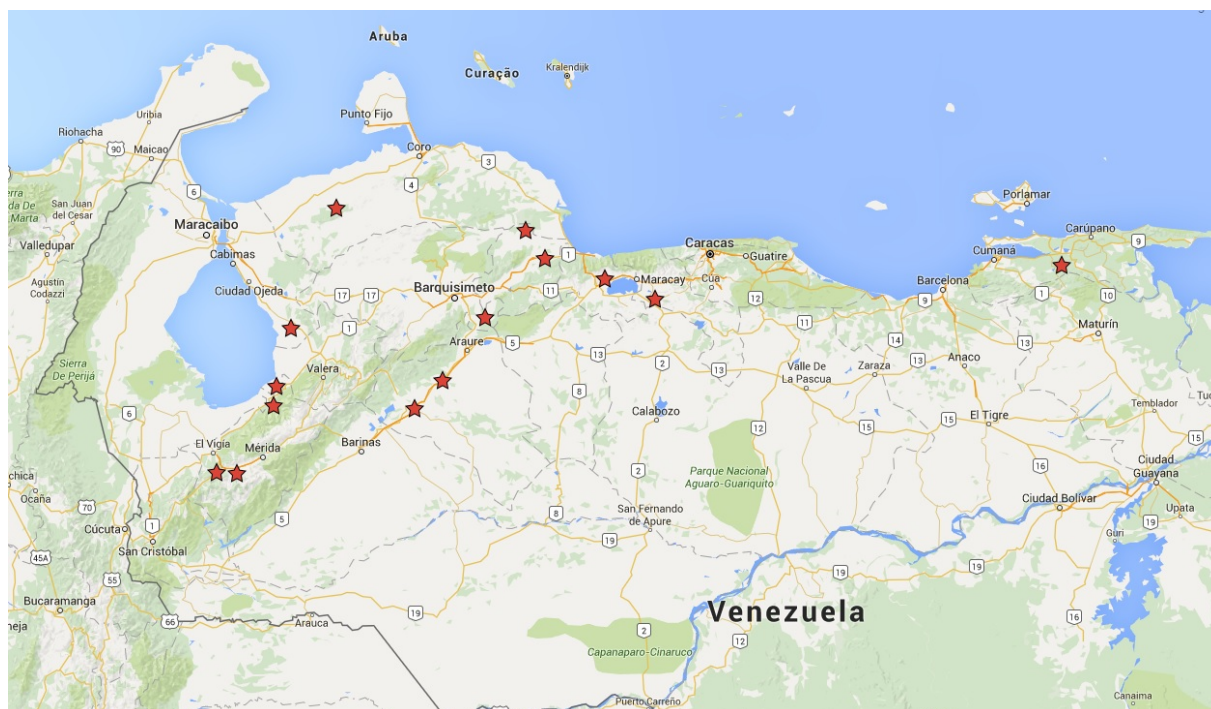 Aruba
Curaçao
Kralendijk
Punto Fijo
Uribia
Riohacha
90
Maicao
Coro
3
4
6
San Juan
del Cesar
Porlamar
Maracaibo
Valledupar
Cabimas
Caracas
Guatire
Carúpano
9
Cumana
1
Maracay
Cúa
Agustin
Codazzi
Ciudad Ojeda
17
17
Barquisimeto
11
12
Barcelona
9
1
10
1
11
Maturín
Araure
5
14
13
Sierra
De Perijá
Valera
13
2
13
Valle De
La Pascua
Zaraza
Anaco
8
15
6
Calabozo
Temblador
El Tigre
12
15
15
15
El Vigia
Mérida
Barinas
Parque Nacional
Aguaro-Guariquito
16
Ciudad
Guayana
2
Ocaña
70
Ciudad Bolívar
Upata
Cúcuta
1
5
8
San Fernando
de Apure
19
19
Guri
San Cristóbal
45A
19
19
19
55
Bucaramanga
66
19
Arauca
16
Venezuela
2
12
Capanaparo-Cinaruco
Puerto Carreño
Canaima